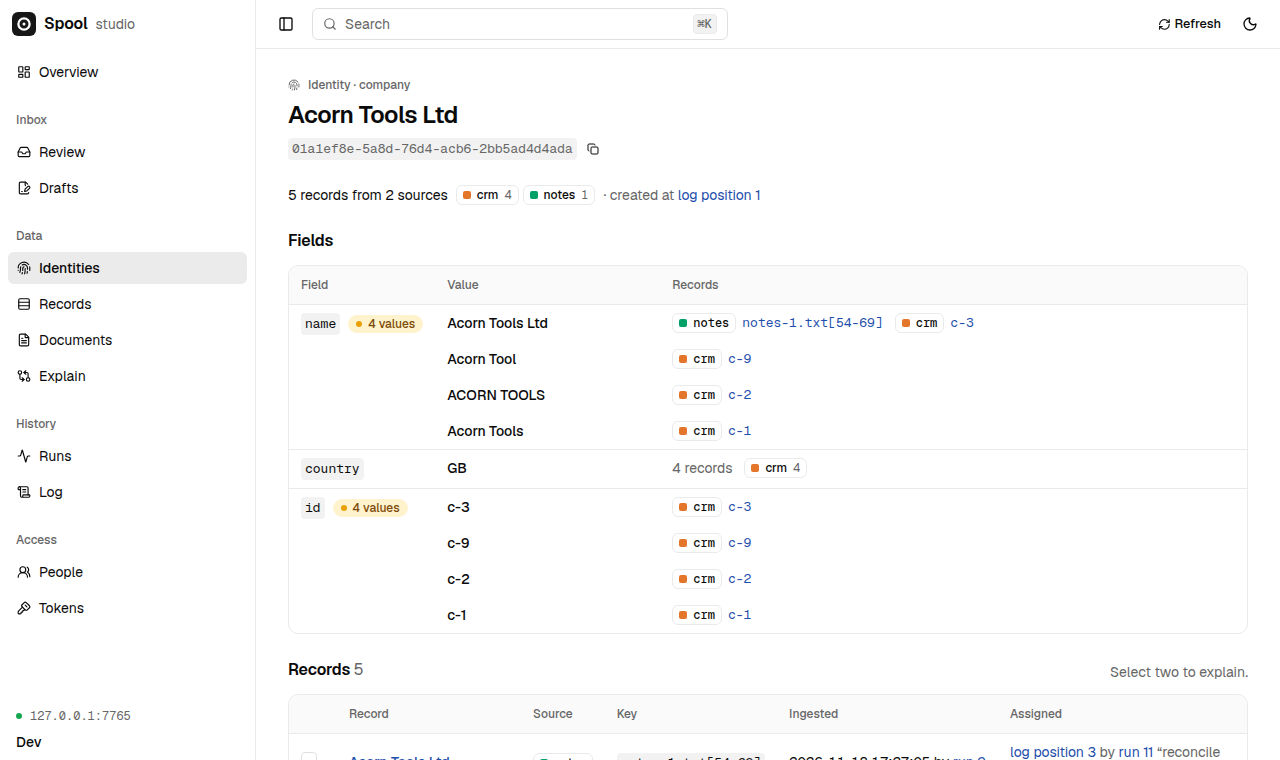 Spool studio
Search ⌘K
Refresh
Overview
Inbox
Review
Drafts
Data
Identities
Records
Documents
Explain
History
Runs
Log
Access
People
Tokens
127.0.0.1:7765
Dev
Identity · company
Acorn Tools Ltd
01a1ef8e-5a8d-76d4-acb6-2bb5ad4d4ada
5 records from 2 sources crm 4 notes 1 · created at log position 1
Fields
Field Value Records
name 4 values Acorn Tools Ltd notes notes-1.txt[54-69] crm c-3
Acorn Tool crm c-9
ACORN TOOLS crm c-2
Acorn Tools crm c-1
country GB 4 records crm 4
id 4 values c-3 crm c-3
c-9 crm c-9
c-2 crm c-2
c-1 crm c-1
Records 5 Select two to explain.
Record Source Key Ingested Assigned
log position 3 by run 11 “reconcile
Acorn Tools Ltd